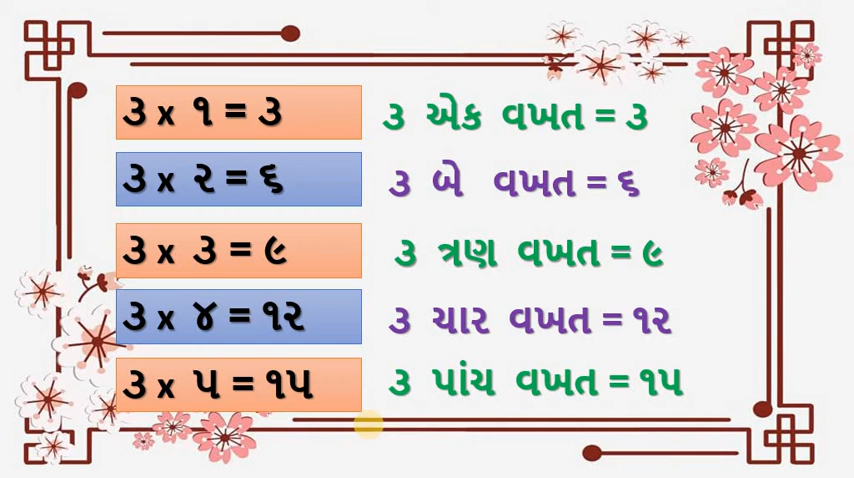 ૩ x ૧ = ૩ ૩ એક વખત = ૩
૩ x ૨ = ૬ ૩ બે વખત = ૬
૩ x ૩ = ૯ ૩ ત્રણ વખત = ૯
૩ x ૪ = ૧૨ ૩ ચાર વખત = ૧૨
૩ x ૫ = ૧૫ ૩ પાંચ વખત = ૧૫